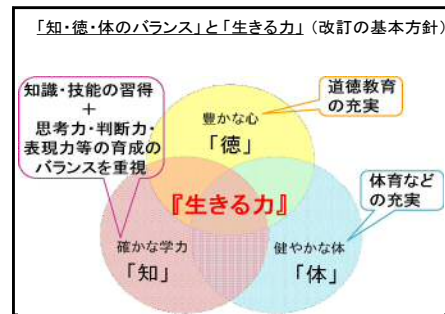 「知・徳・体のバランス」と「生きる力」（改訂の基本方針）
知識・技能の習得
＋
思考力・判断力・
表現力等の育成の
バランスを重視
道徳教育
の充実
豊かな心
「徳」
『生きる力』
体育など
の充実
確かな学力
「知」
健やかな体
「体」